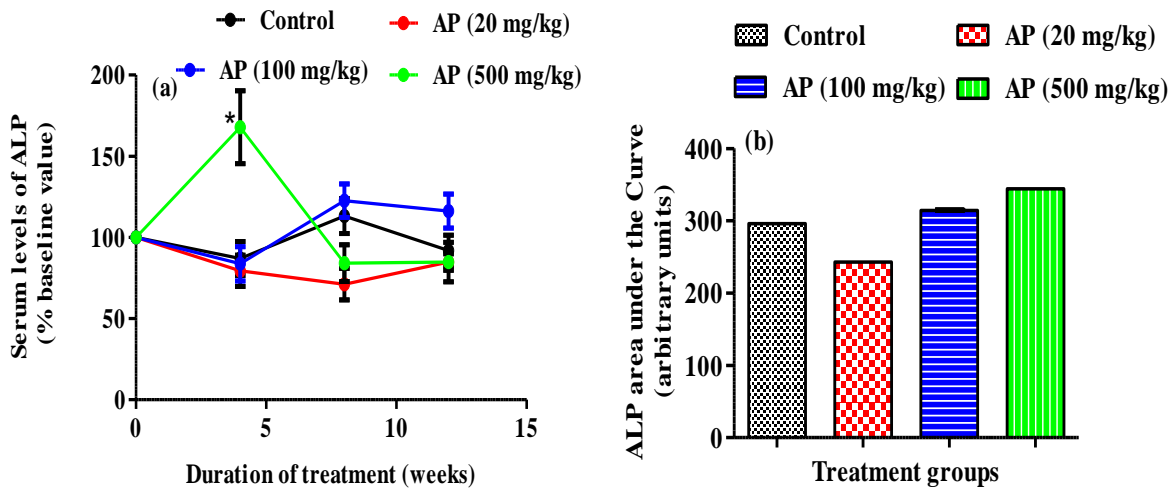 Control
AP (20 mg/kg)
AP (100 mg/kg)
AP (500 mg/kg)
(a)
*
Serum levels of ALP
(% baseline value)
200
150
100
50
0
0 5 10 15
Duration of treatment (weeks)
Control
AP (20 mg/kg)
AP (100 mg/kg)
AP (500 mg/kg)
(b)
ALP area under the Curve
(arbitrary units)
400
300
200
100
0
Treatment groups